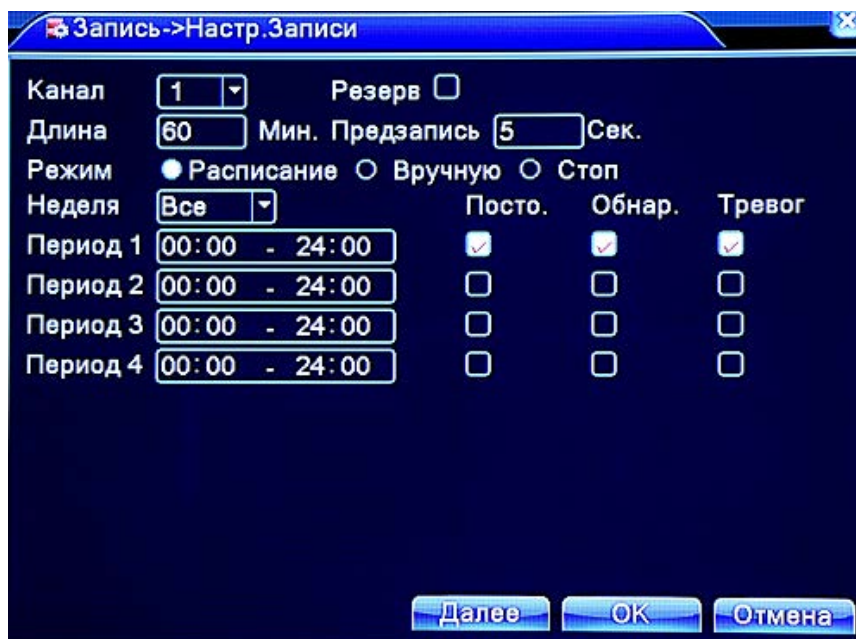 Запись->Настр.Записи
Канал 1 Резерв
Длина 60 Мин. Предзапись 5 Сек.
Режим Расписание Вручную Стоп
Неделя Все Посто. Обнар. Тревог
Период 1 00:00 - 24:00
Период 2 00:00 - 24:00
Период 3 00:00 - 24:00
Период 4 00:00 - 24:00
Далее OK Отмена